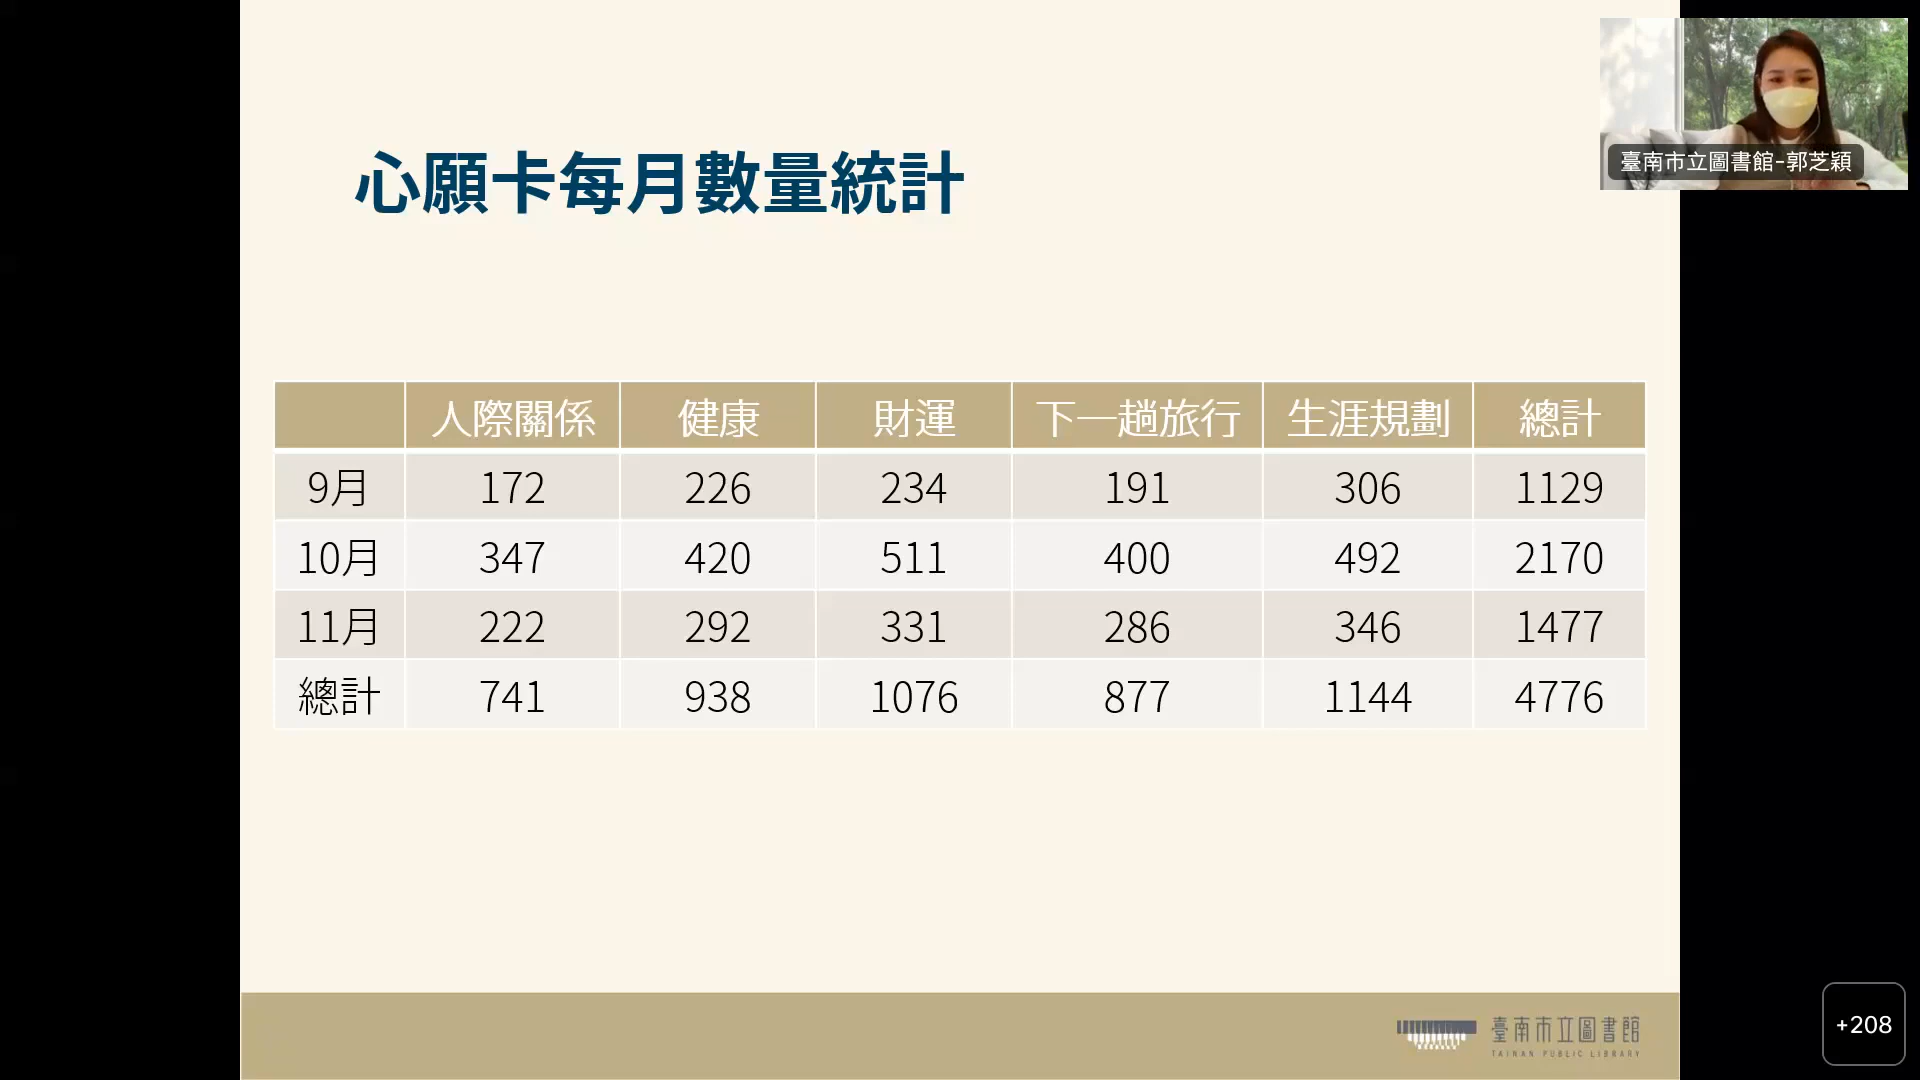 心願卡每月數量統計
臺南市立圖書館-郭芝穎
人際關係 健康 財運 下一趟旅行 生涯規劃 總計
9月 172 226 234 191 306 1129
10月 347 420 511 400 492 2170
11月 222 292 331 286 346 1477
總計 741 938 1076 877 1144 4776
臺南市立圖書館
TAINAN PUBLIC LIBRARY
+208